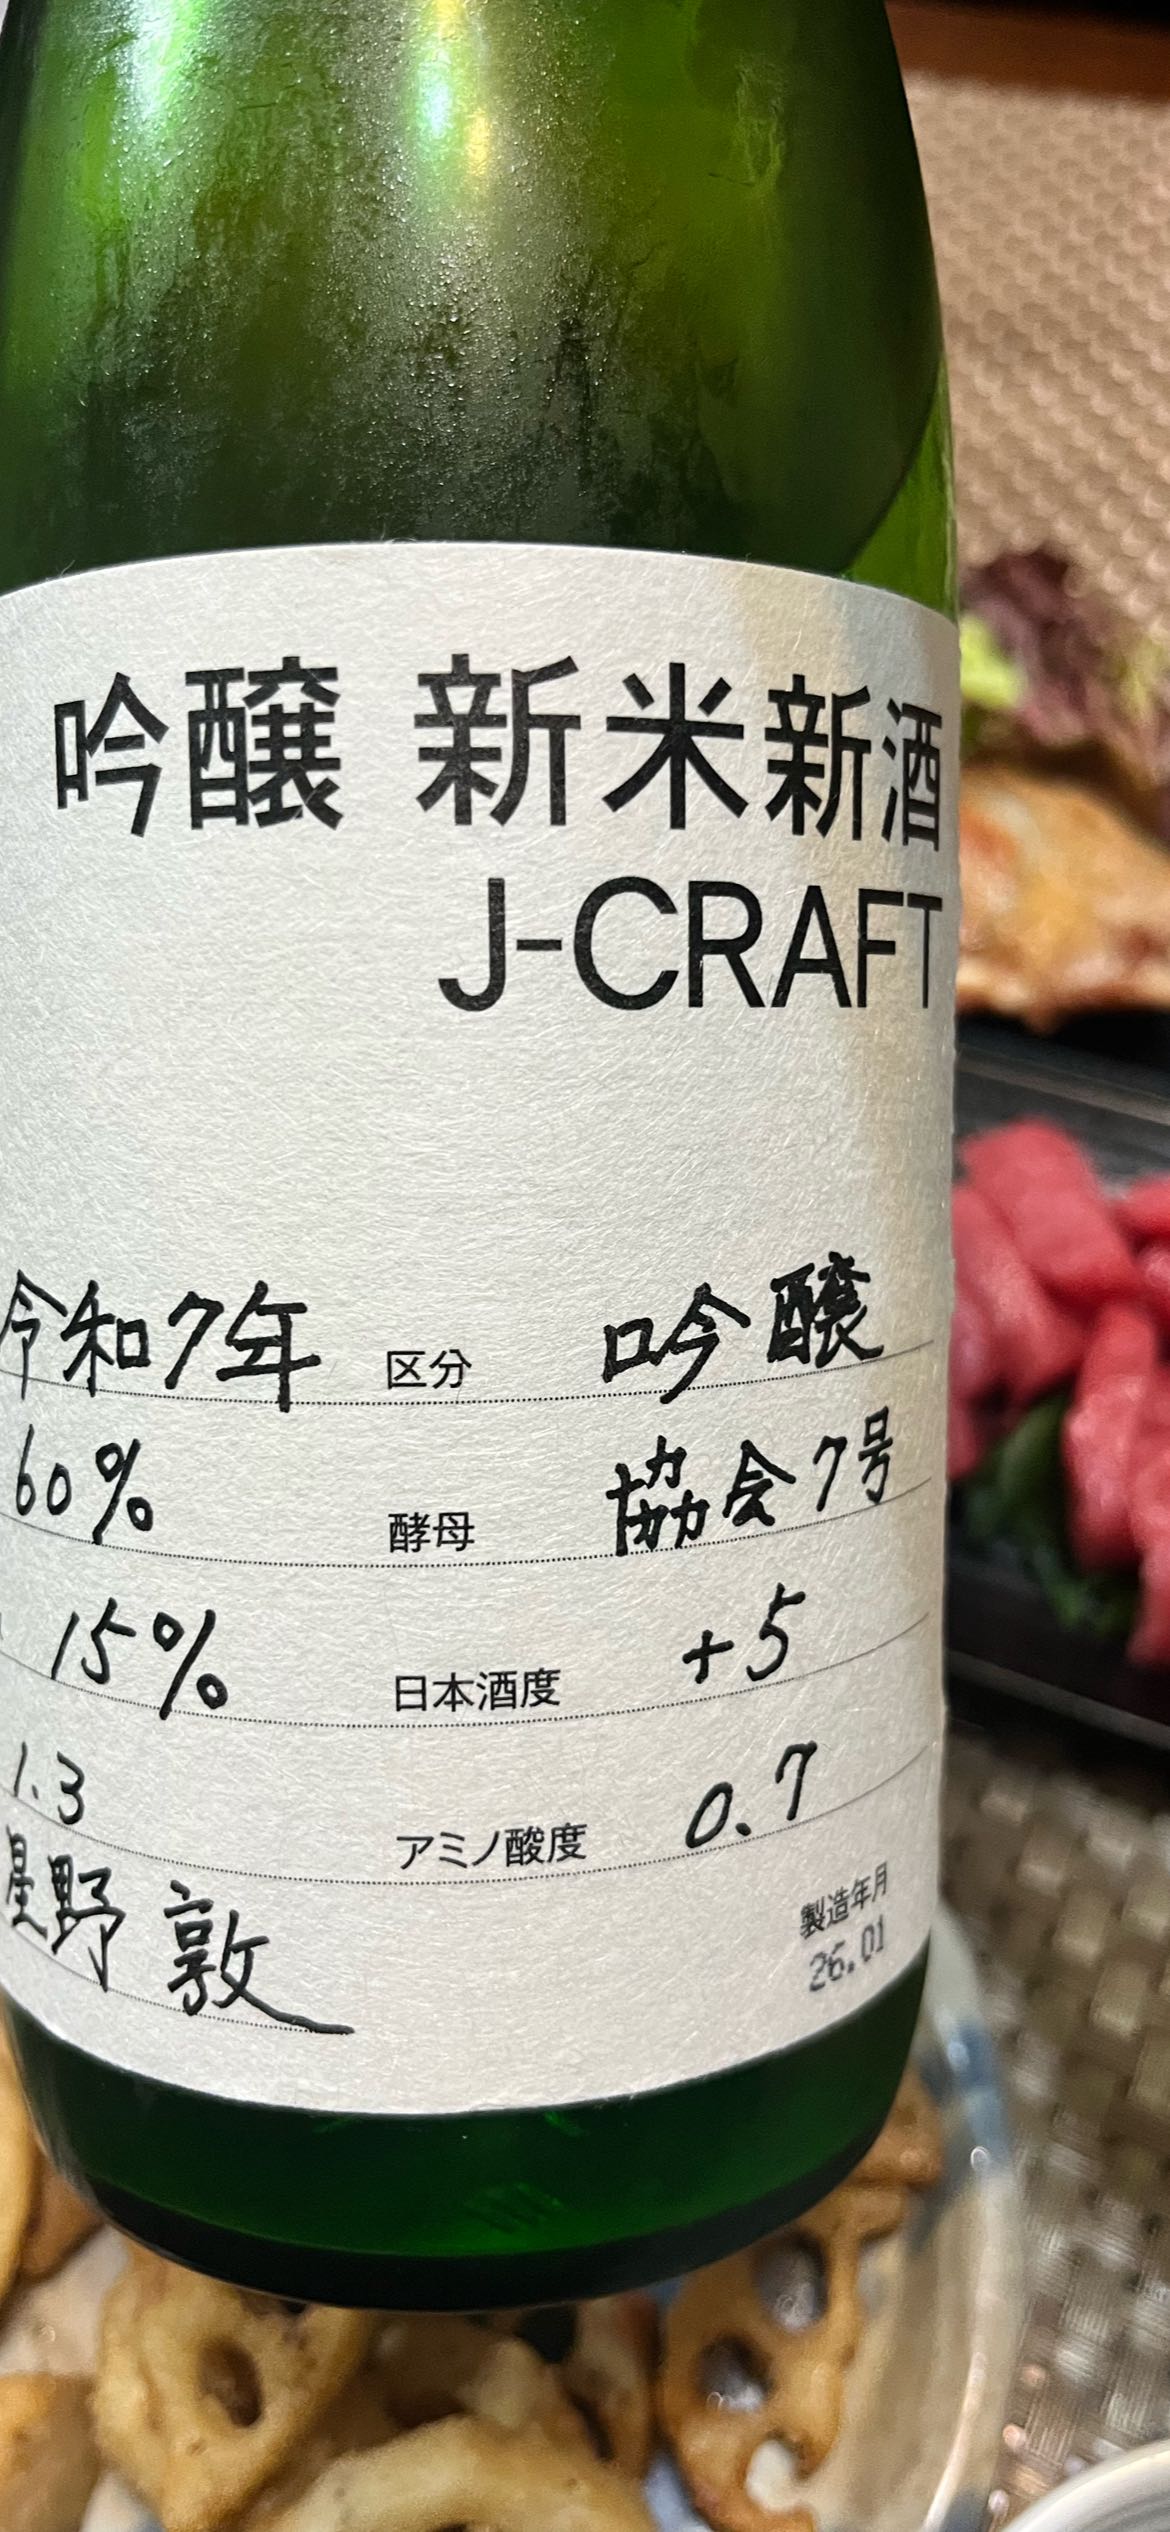 吟醸 新米新酒
J-CRAFT
令和7年 区分 吟醸
60% 酵母 協会7号
15% 日本酒度 +5
1.3 アミノ酸度 0.7
星野 敦
製造年月
26.01